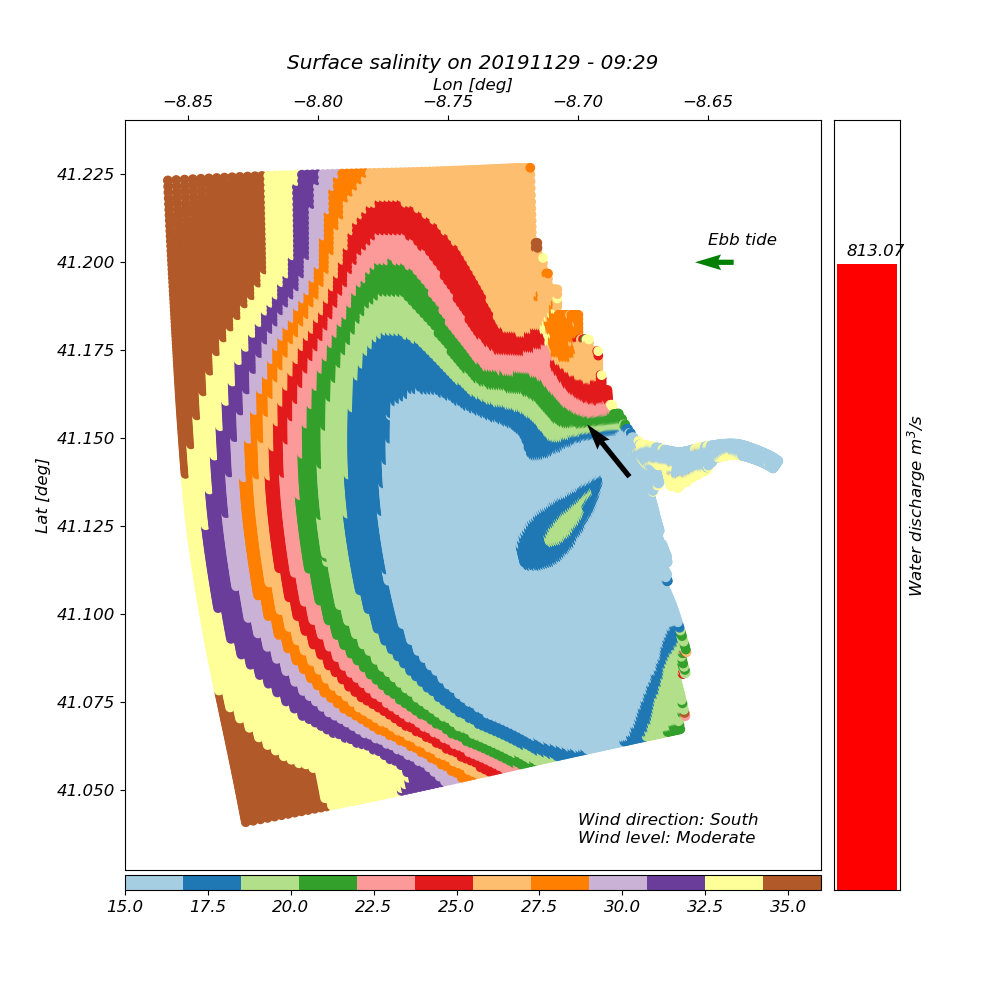 Surface salinity on 20191129 - 09:29
Lon [deg]
−8.85 −8.80 −8.75 −8.70 −8.65
41.225
41.200
41.175
41.150
41.125
41.100
41.075
41.050
Lat [deg]
Ebb tide
813.07
Water discharge m³/s
Wind direction: South
Wind level: Moderate
15.0 17.5 20.0 22.5 25.0 27.5 30.0 32.5 35.0